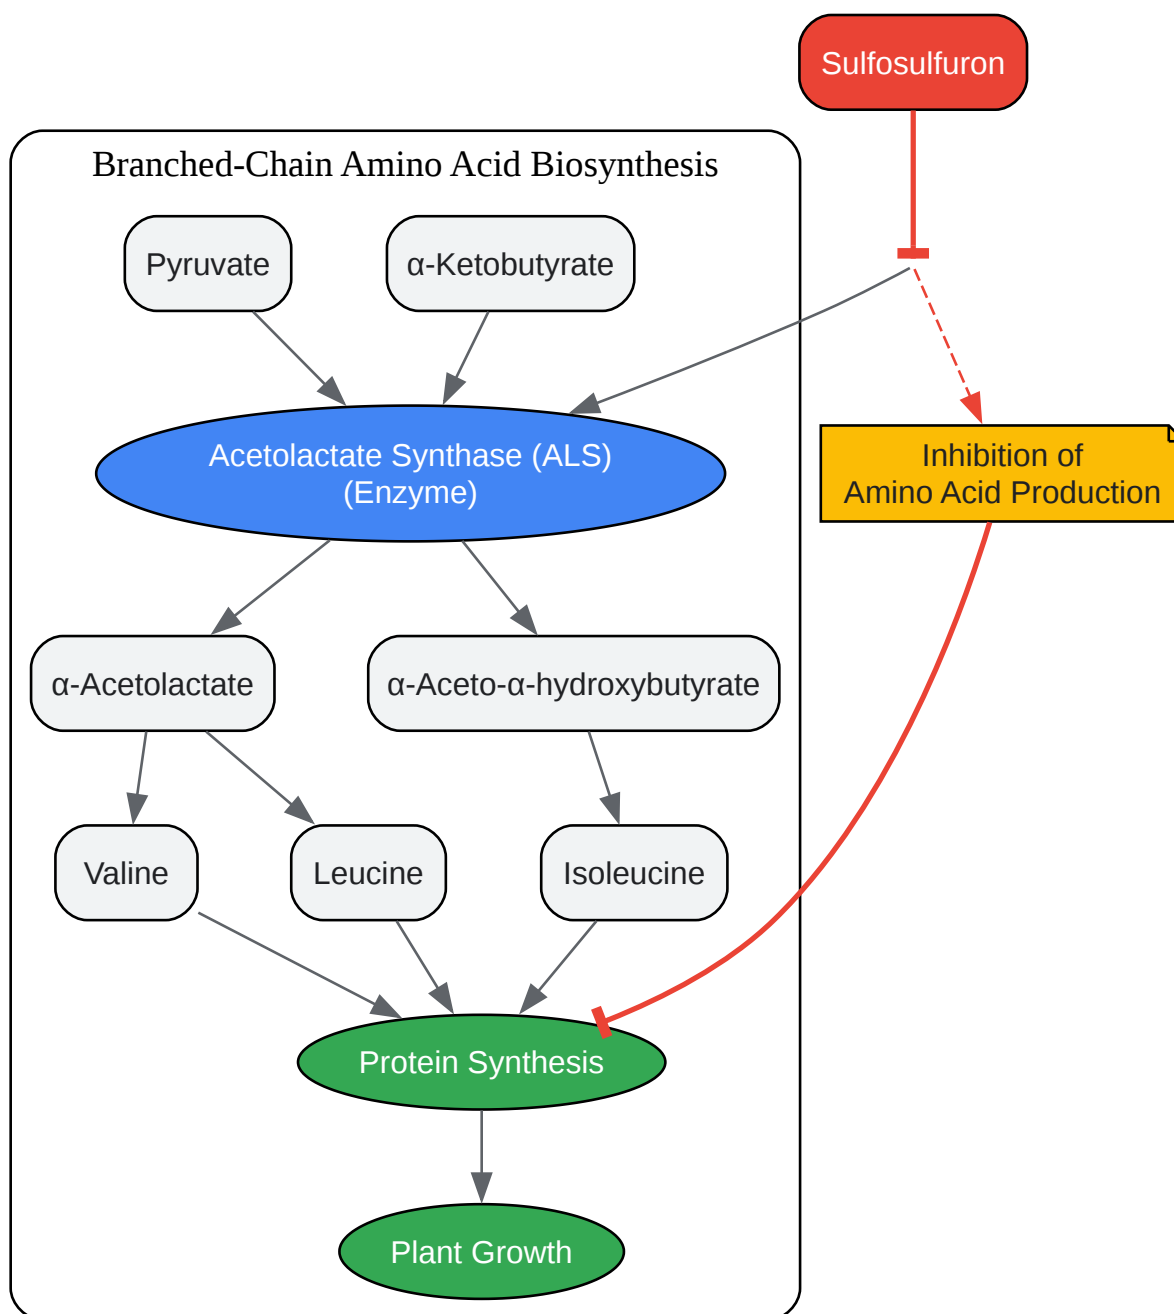 Sulfosulfuron
Branched-Chain Amino Acid Biosynthesis
Pyruvate
α-Ketobutyrate
Acetolactate Synthase (ALS)
(Enzyme)
Inhibition of
Amino Acid Production
α-Acetolactate
α-Aceto-α-hydroxybutyrate
Valine
Leucine
Isoleucine
Protein Synthesis
Plant Growth